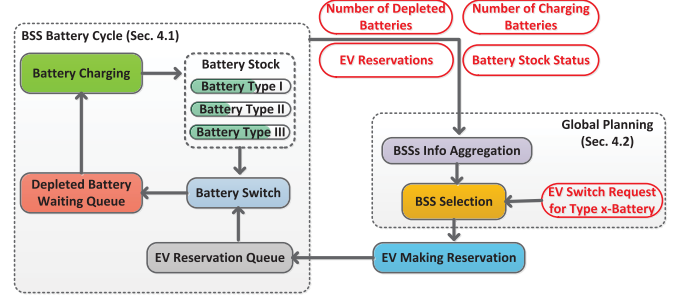 BSS Battery Cycle (Sec. 4.1)
Battery Charging
Battery Stock
Battery Type I
Battery Type II
Battery Type III
Depleted Battery
Waiting Queue
Battery Switch
EV Reservation Queue
Number of Depleted
Batteries
Number of Charging
Batteries
EV Reservations
Battery Stock Status
Global Planning
(Sec. 4.2)
BSSs Info Aggregation
BSS Selection
EV Switch Request
for Type x-Battery
EV Making Reservation